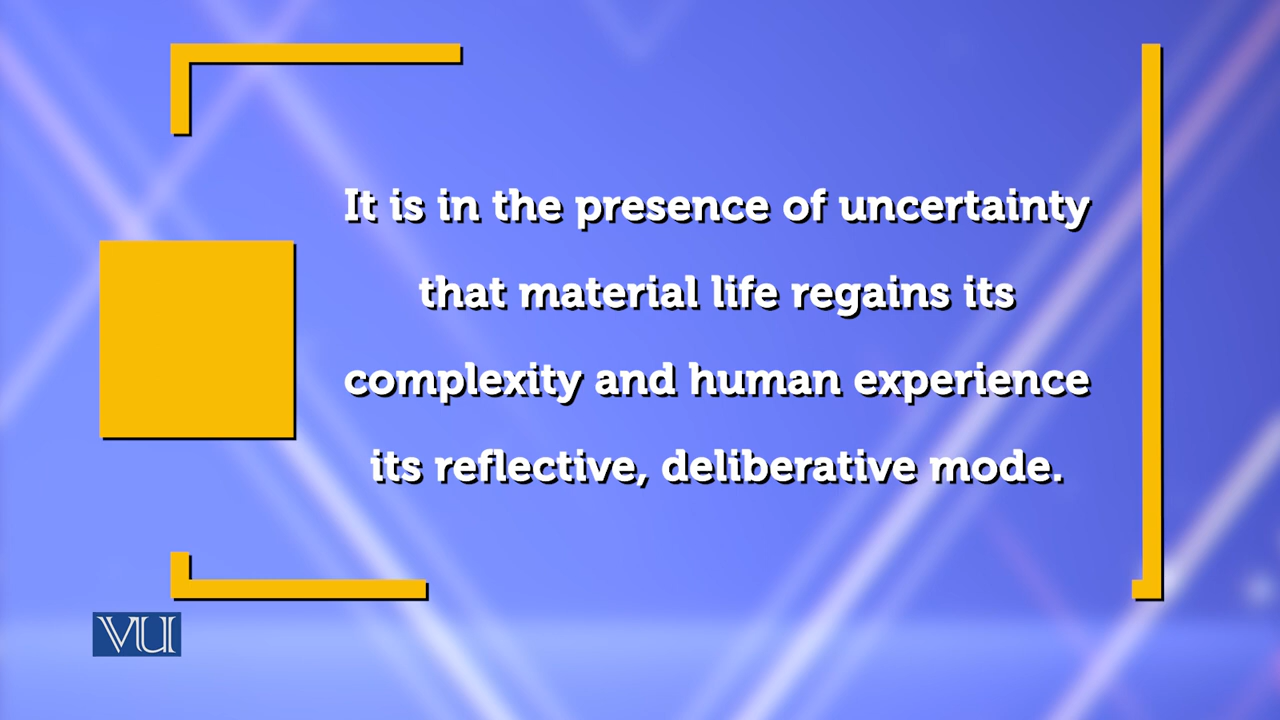 It is in the presence of uncertainty
that material life regains its
complexity and human experience
its reflective, deliberative mode.
VU